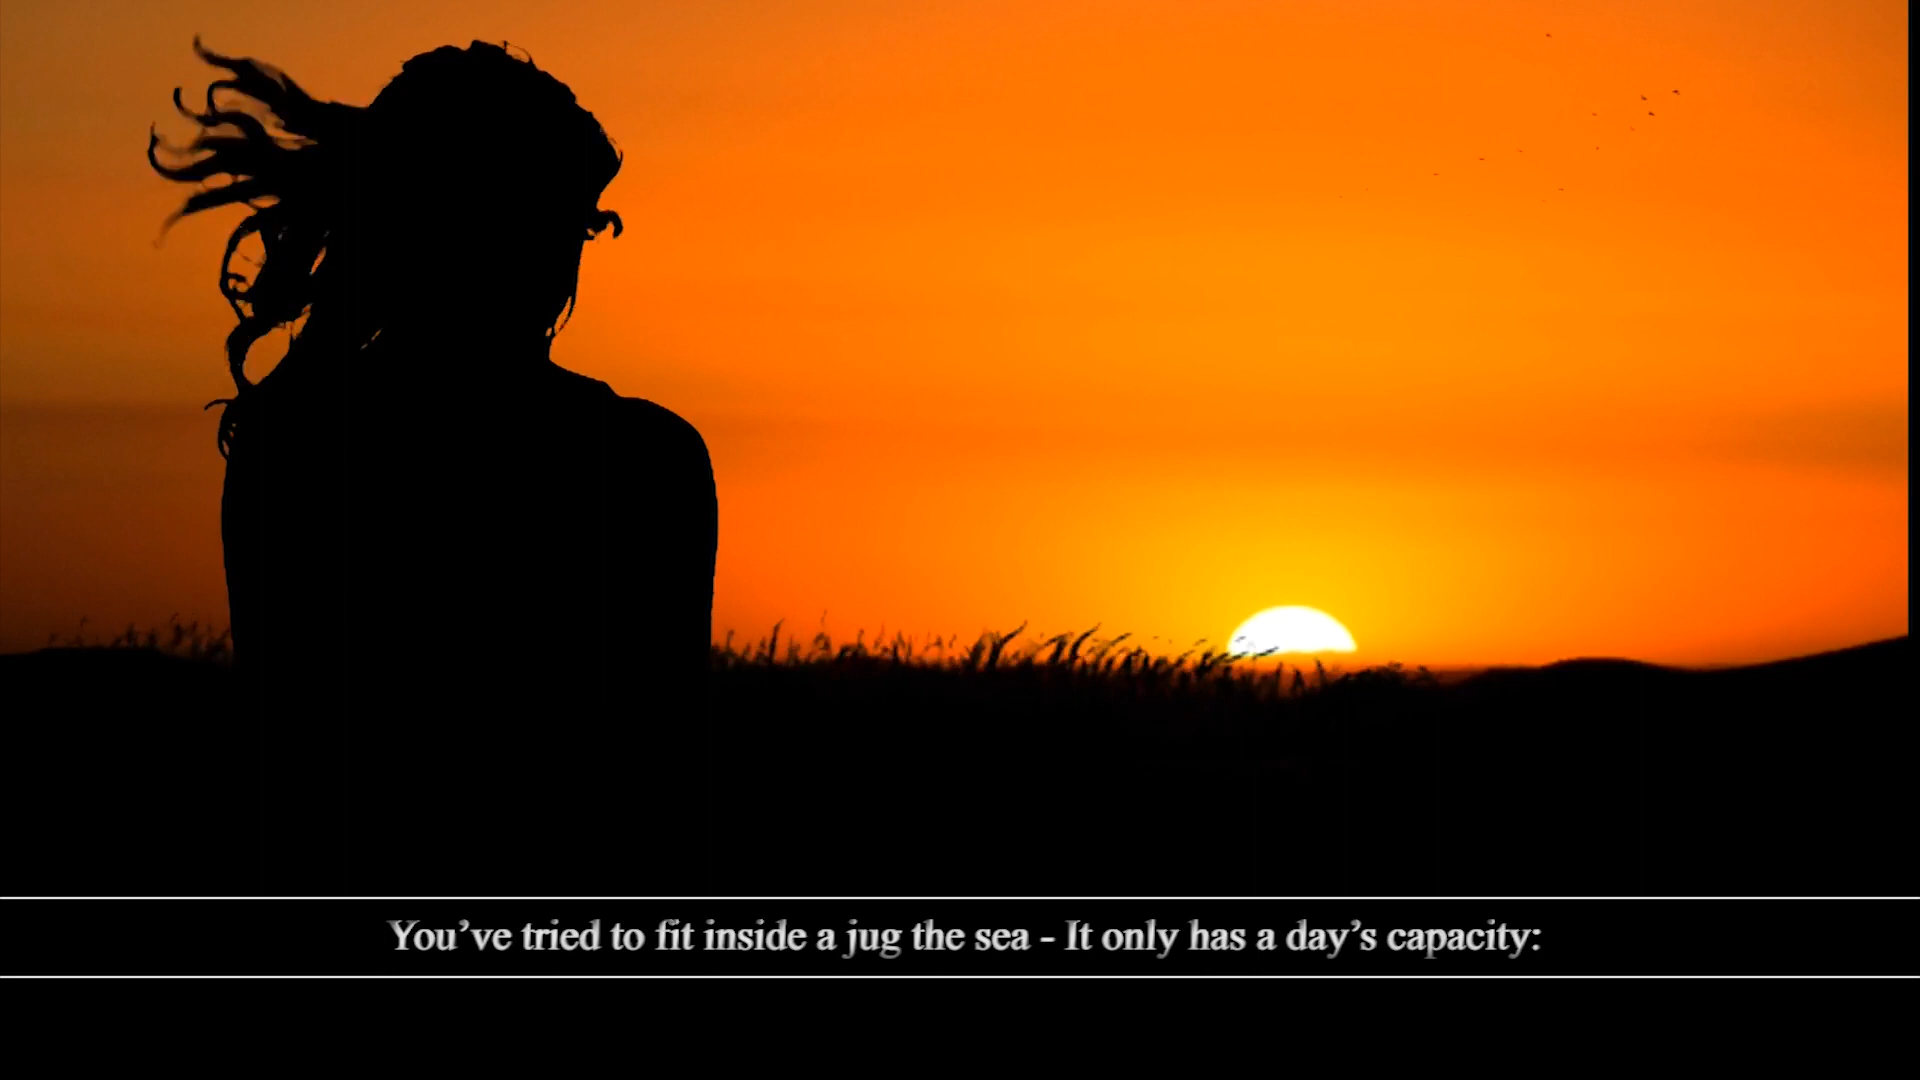 You’ve tried to fit inside a jug the sea - It only has a day’s capacity: